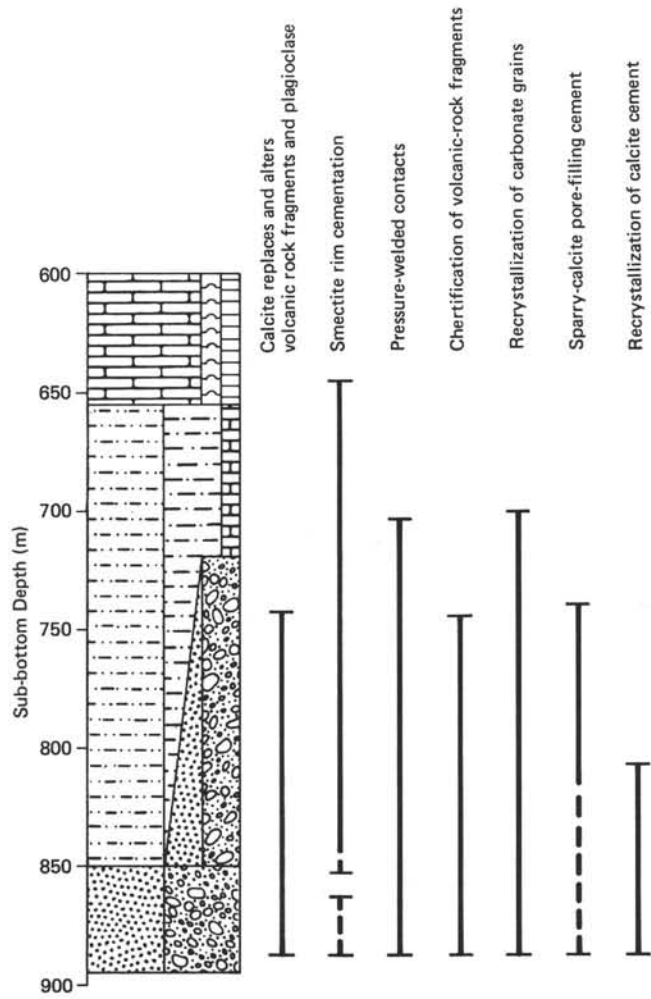 Calcite replaces and alters
volcanic rock fragments and plagioclase
Smectite rim cementation
Pressure-welded contacts
Chertification of volcanic-rock fragments
Recrystallization of carbonate grains
Sparry-calcite pore-filling cement
Recrystallization of calcite cement
Sub-bottom Depth (m)
600
650
700
750
800
850
900